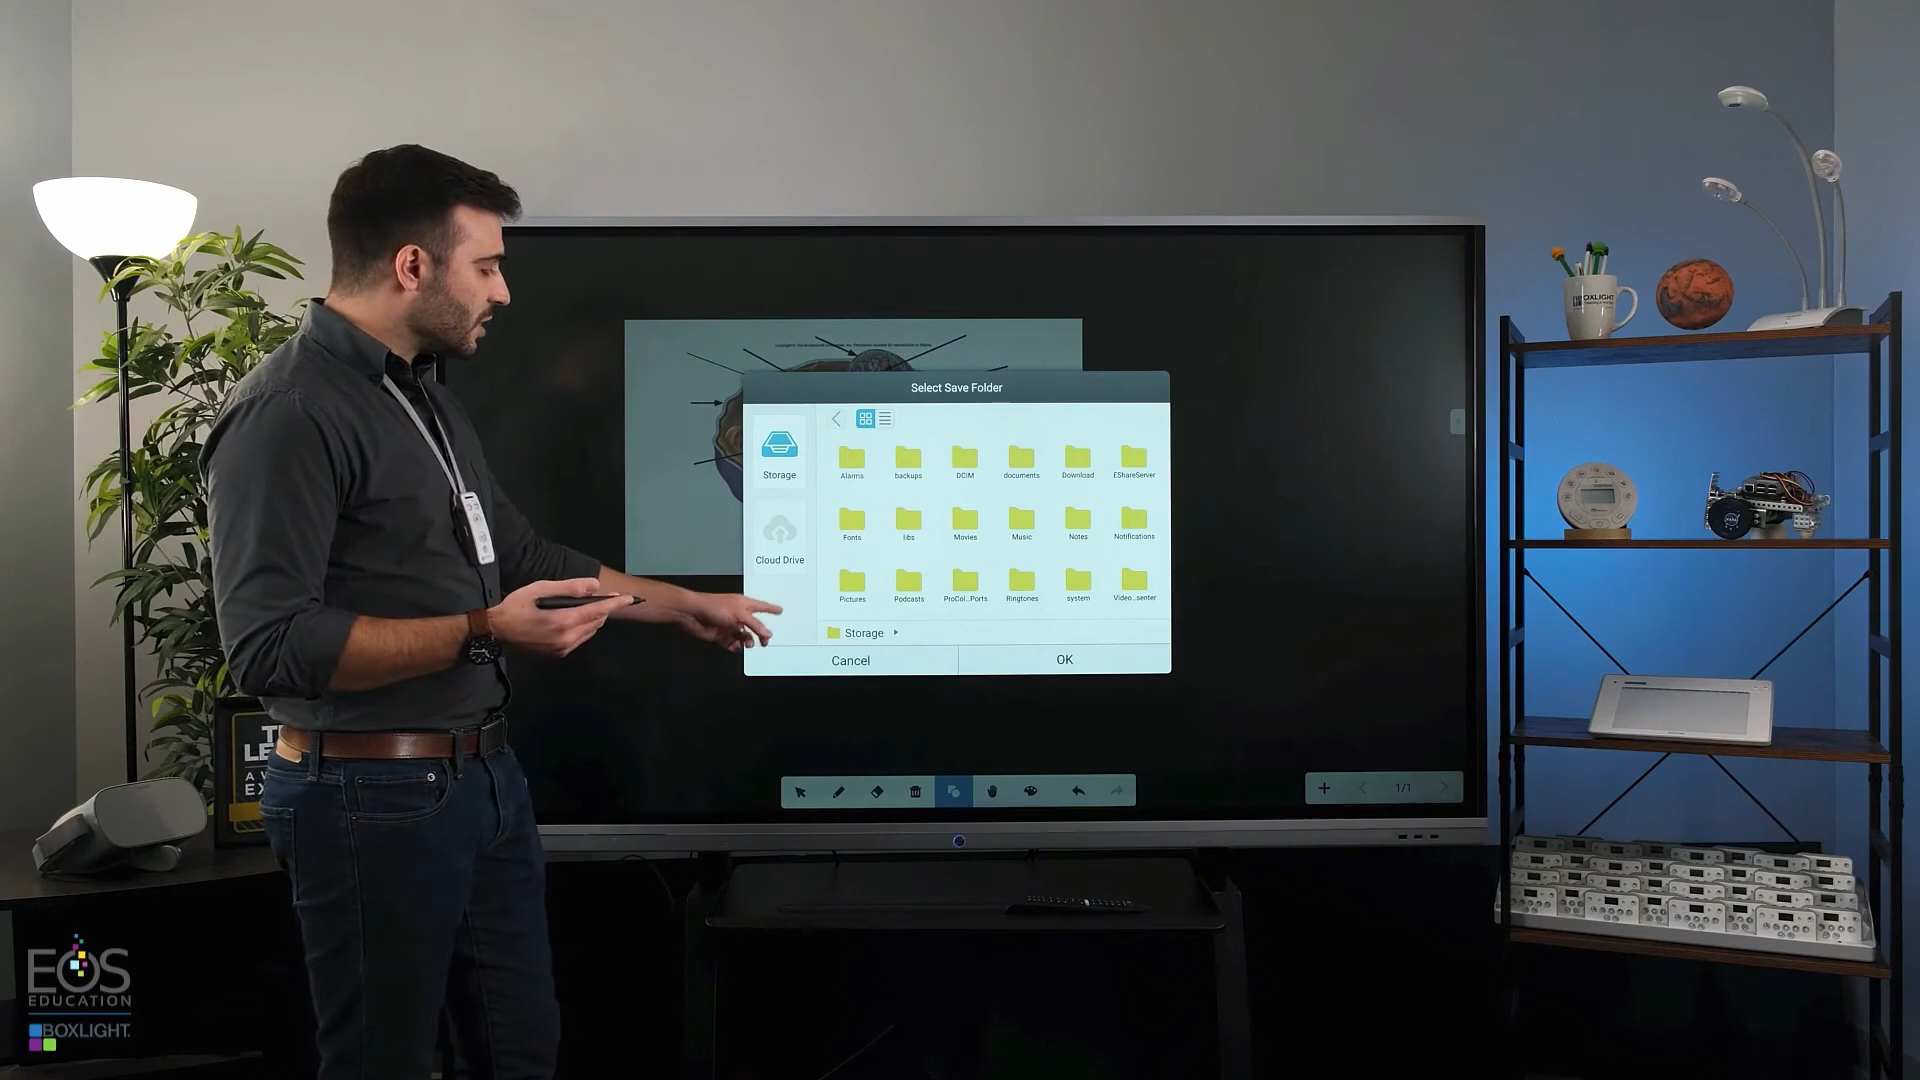 Select Save Folder
Storage
Cloud Drive
Alarms
backups
DCIM
documents
Download
EShareServer
Fonts
libs
Movies
Music
Notes
Notifications
Pictures
Podcasts
ProCol...Ports
Ringtones
system
Video...senter
Storage
Cancel
OK
1/1
BOXLIGHT
EOS
EDUCATION
BOXLIGHT